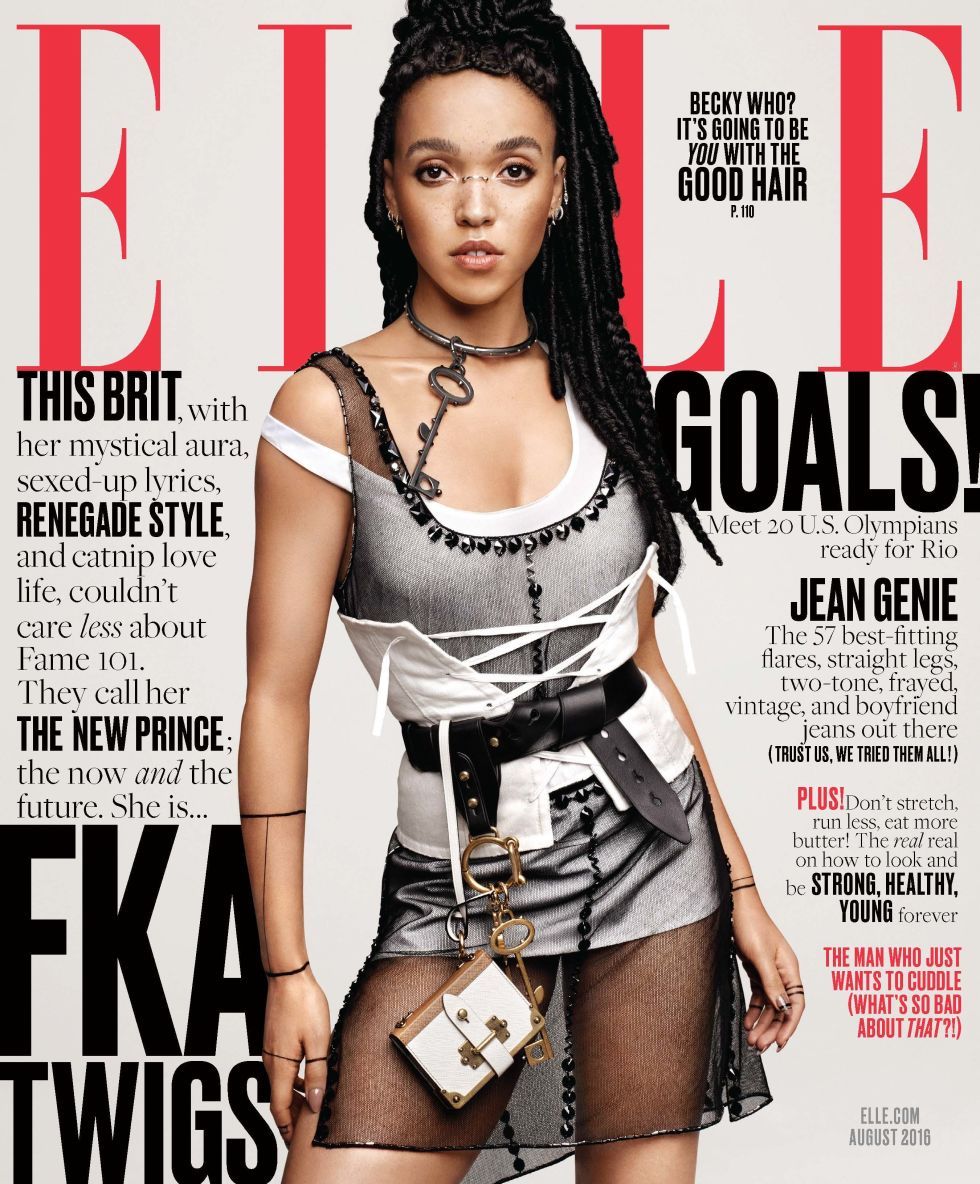 ELLE
BECKY WHO?
IT'S GOING TO BE
YOU WITH THE
GOOD HAIR
P. 110
THIS BRIT, with
her mystical aura,
sexed-up lyrics,
RENEGADE STYLE,
and catnip love
life, couldn't
care less about
Fame 101.
They call her
THE NEW PRINCE;
the now and the
future. She is...
FKA
TWIGS
GOALS!
Meet 20 U.S. Olympians
ready for Rio
JEAN GENIE
The 57 best-fitting
flares, straight legs,
two-tone, frayed,
vintage, and boyfriend
jeans out there
(TRUST US, WE TRIED THEM ALL!)
PLUS! Don't stretch,
run less, eat more
butter! The real real
on how to look and
be STRONG, HEALTHY,
YOUNG forever
THE MAN WHO JUST
WANTS TO CUDDLE
(WHAT'S SO BAD
ABOUT THAT?!)
ELLE.COM
AUGUST 2016